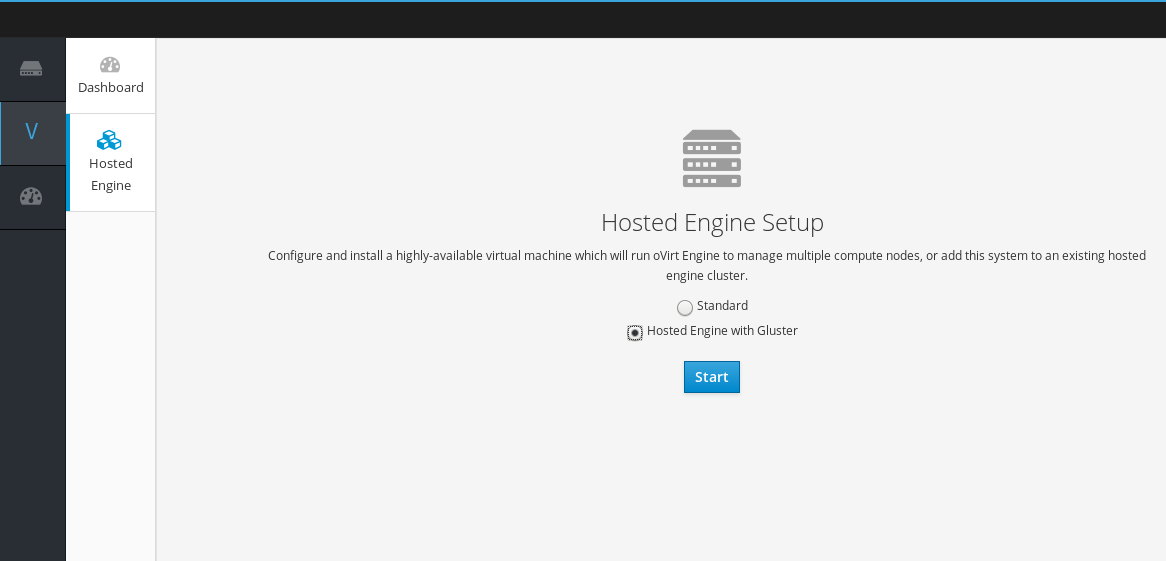 Dashboard
V
Hosted
Engine
Hosted Engine Setup
Configure and install a highly-available virtual machine which will run oVirt Engine to manage multiple compute nodes, or add this system to an existing hosted
engine cluster.
Standard
Hosted Engine with Gluster
Start